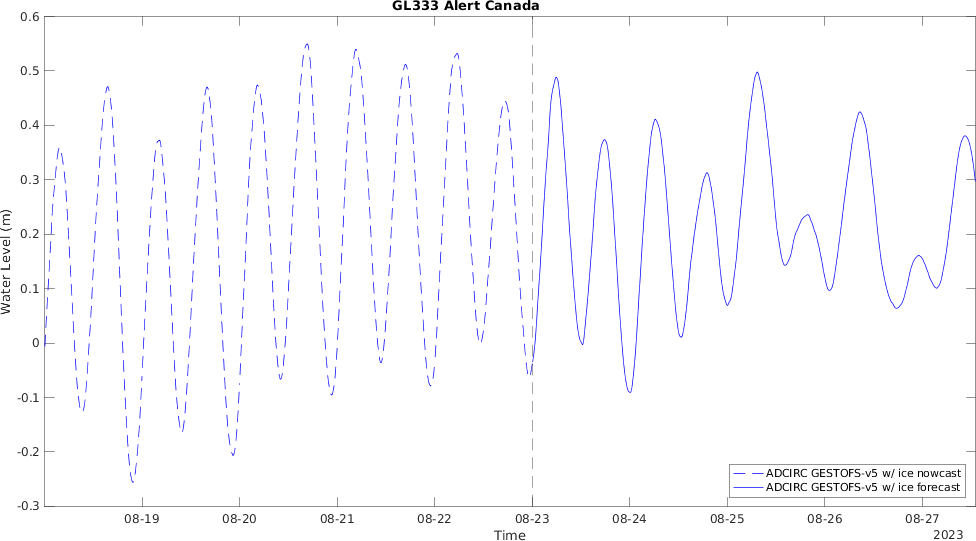 GL333 Alert Canada
0.6
0.5
0.4
0.3
0.2
0.1
0
-0.1
-0.2
-0.3
Water Level (m)
ADCIRC GESTOFS-v5 w/ ice nowcast
ADCIRC GESTOFS-v5 w/ ice forecast
08-19 08-20 08-21 08-22 08-23 08-24 08-25 08-26 08-27
Time
2023